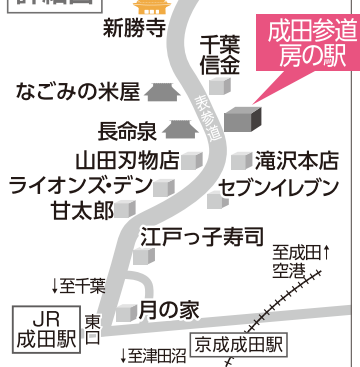 詳細図
新勝寺
成田参道
房の駅
千葉
信金
なごみの米屋
表参道
長命泉
山田刃物店
滝沢本店
ライオンズ・デン
セブンイレブン
甘太郎
江戸っ子寿司
至成田↑
空港
↓至千葉
月の家
JR
成田駅
東口
京成成田駅
↓至津田沼